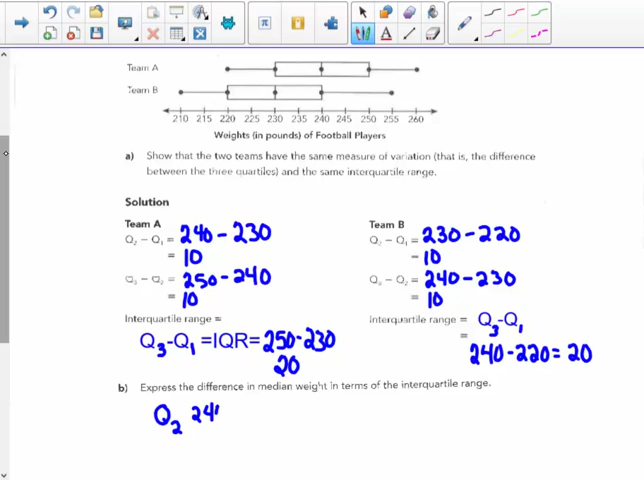 Team A
Team B
210 215 220 225 230 235 240 245 250 255 260
Weights (in pounds) of Football Players
a) Show that the two teams have the same measure of variation (that is, the difference
between the three quartiles) and the same interquartile range.
Solution
Team A
Q₂ – Q₁ = 240 – 230
= 10
Q₃ – Q₂ = 250 – 240
= 10
Interquartile range =
Q₃-Q₁ =IQR= 250-230
20
Team B
Q₂ – Q₁ = 230 – 220
= 10
Q₃ – Q₂ = 240 – 230
= 10
Interquartile range = Q₃-Q₁
=
240-220 = 20
b) Express the difference in median weight in terms of the interquartile range.
Q₂ 24